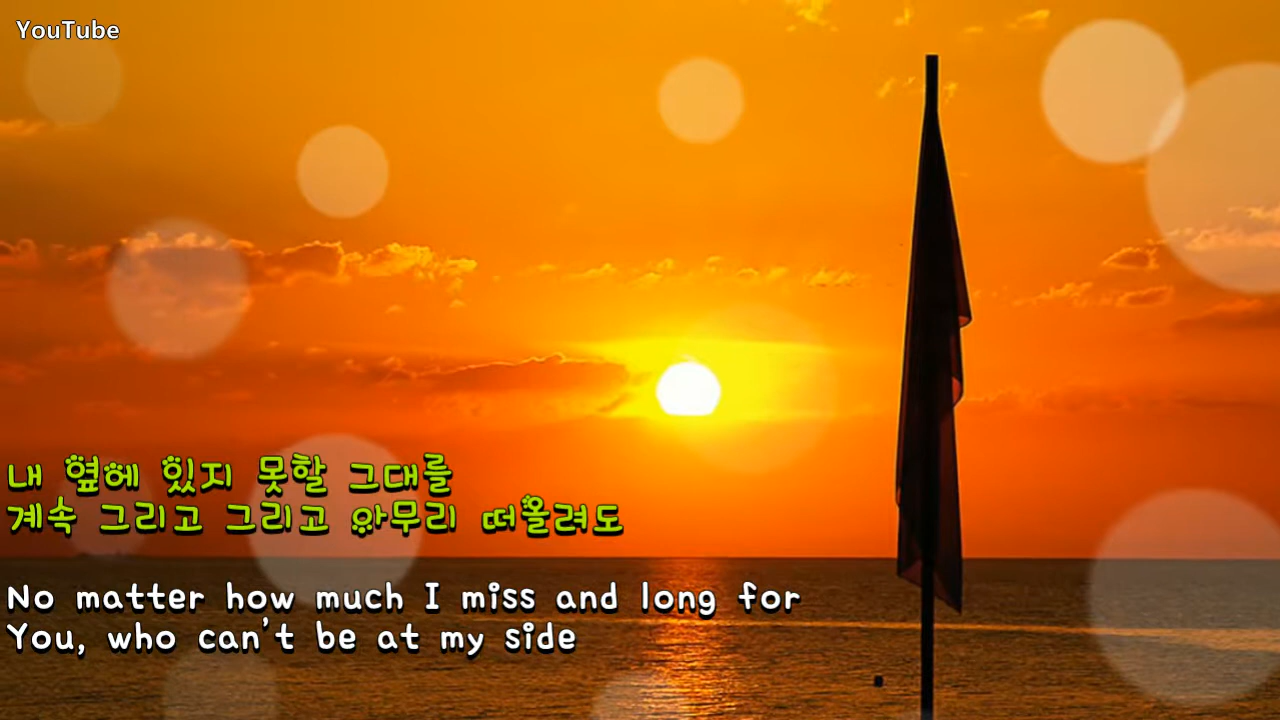 YouTube
내 옆에 있지 못할 그대를
계속 그리고 그리고 아무리 떠올려도
No matter how much I miss and long for
You, who can't be at my side